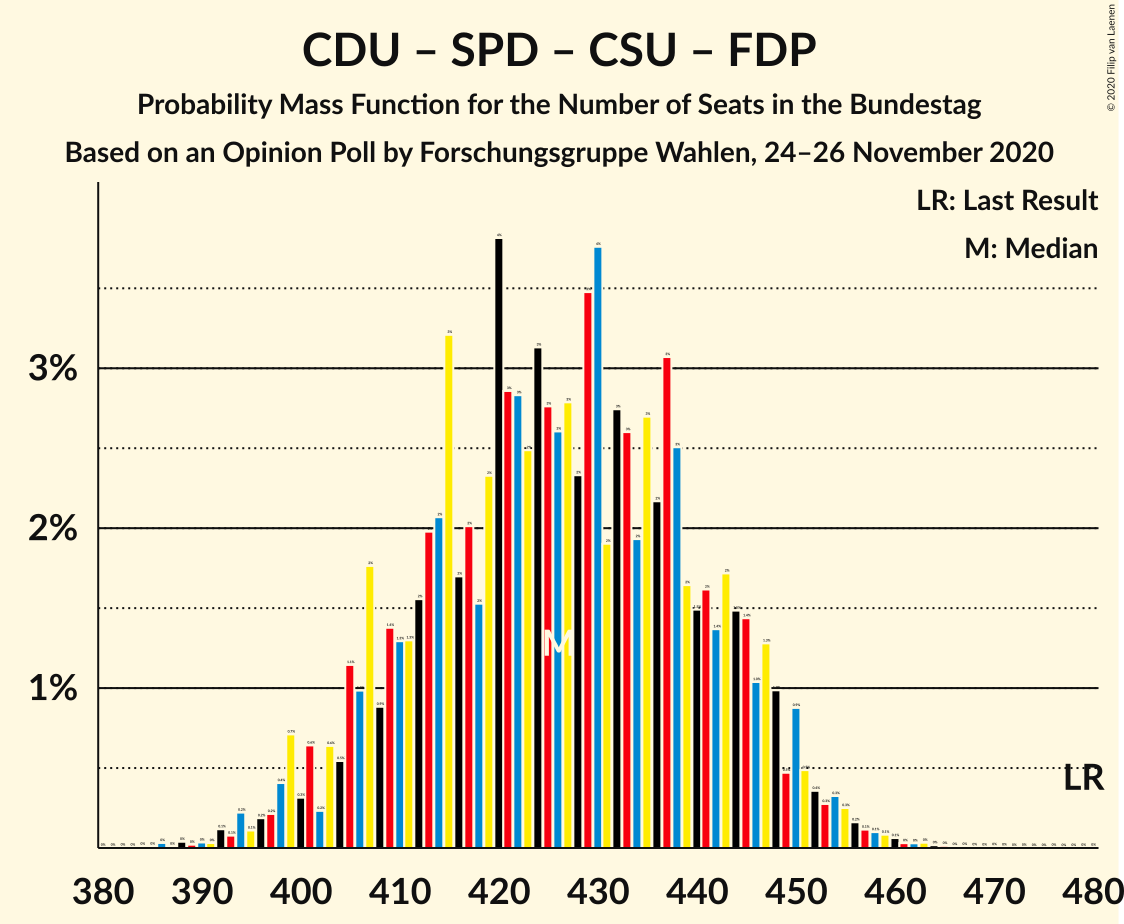 CDU – SPD – CSU – FDP
Probability Mass Function for the Number of Seats in the Bundestag
Based on an Opinion Poll by Forschungsgruppe Wahlen, 24–26 November 2020
© 2020 Filip van Laenen
LR: Last Result
M: Median
3%
2%
1%
M
LR
380 390 400 410 420 430 440 450 460 470 480